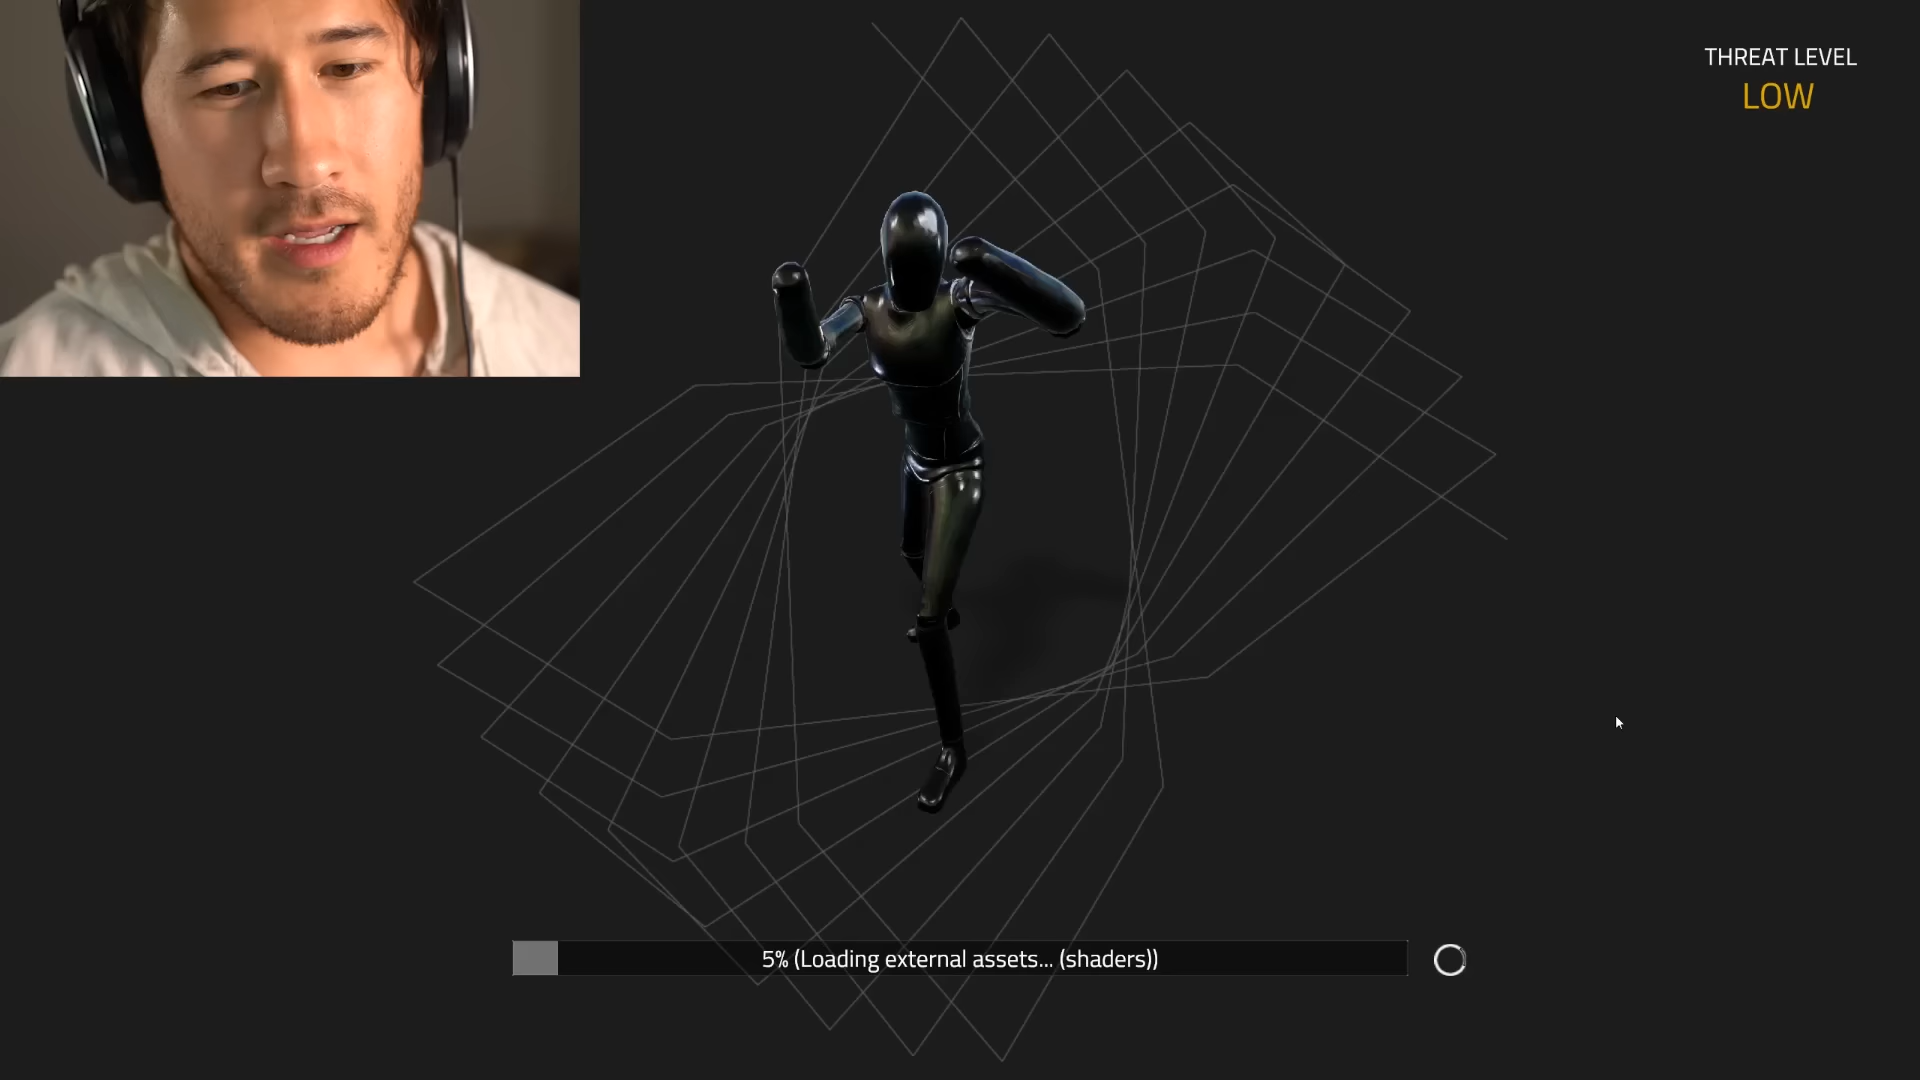 THREAT LEVEL
LOW
5% (Loading external assets... (shaders))